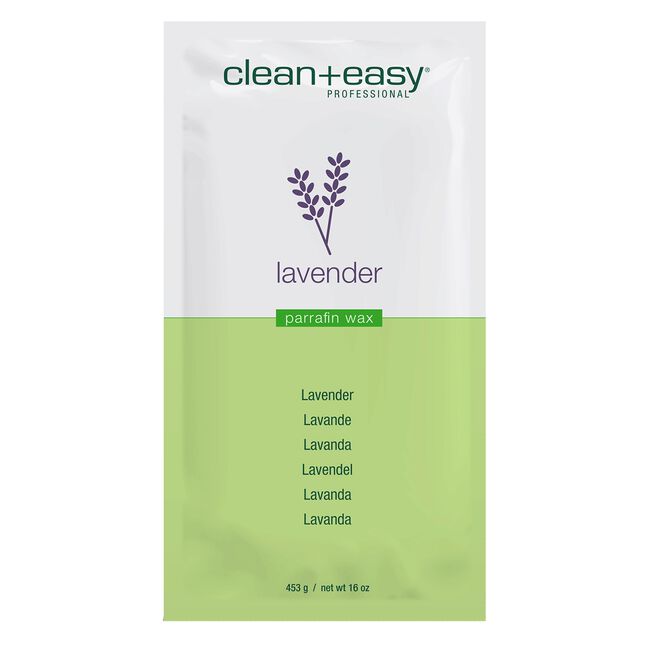 clean+easy®
PROFESSIONAL
lavender
parrafin wax
Lavender
Lavande
Lavanda
Lavendel
Lavanda
Lavanda
453 g / net wt 16 oz